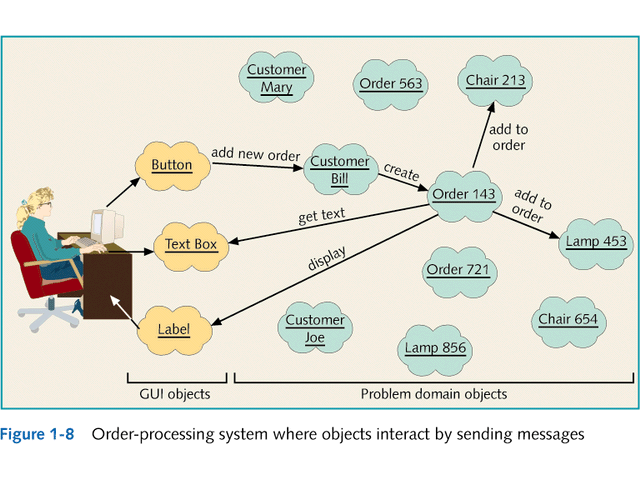 Customer
Mary
Order 563
Chair 213
add to
order
Button
add new order
Customer
Bill
create
Order 143
add to
order
get text
Text Box
Lamp 453
display
Order 721
Label
Customer
Joe
Chair 654
Lamp 856
GUI objects
Problem domain objects
Figure 1-8 Order-processing system where objects interact by sending messages